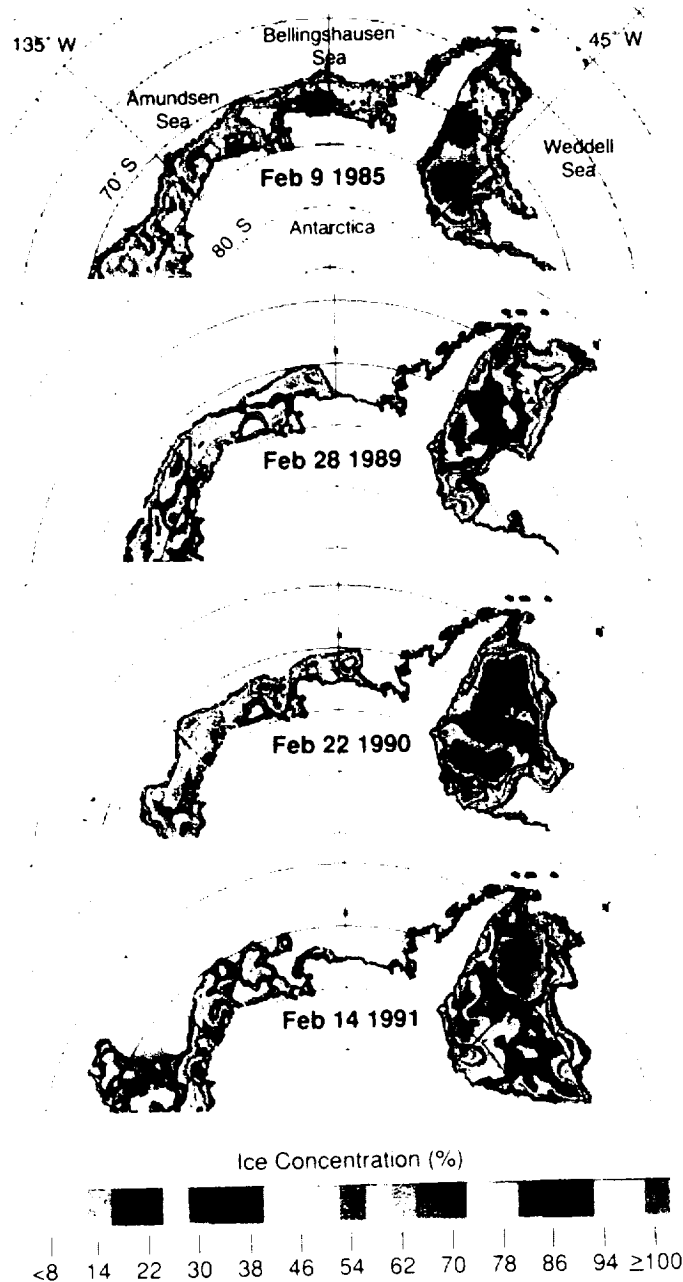 135° W
Bellingshausen
Sea
45° W
Amundsen
Sea
Weddell
Sea
70° S
Feb 9 1985
80 S
Antarctica
Feb 28 1989
Feb 22 1990
Feb 14 1991
Ice Concentration (%)
<8 14 22 30 38 46 54 62 70 78 86 94 ≥100